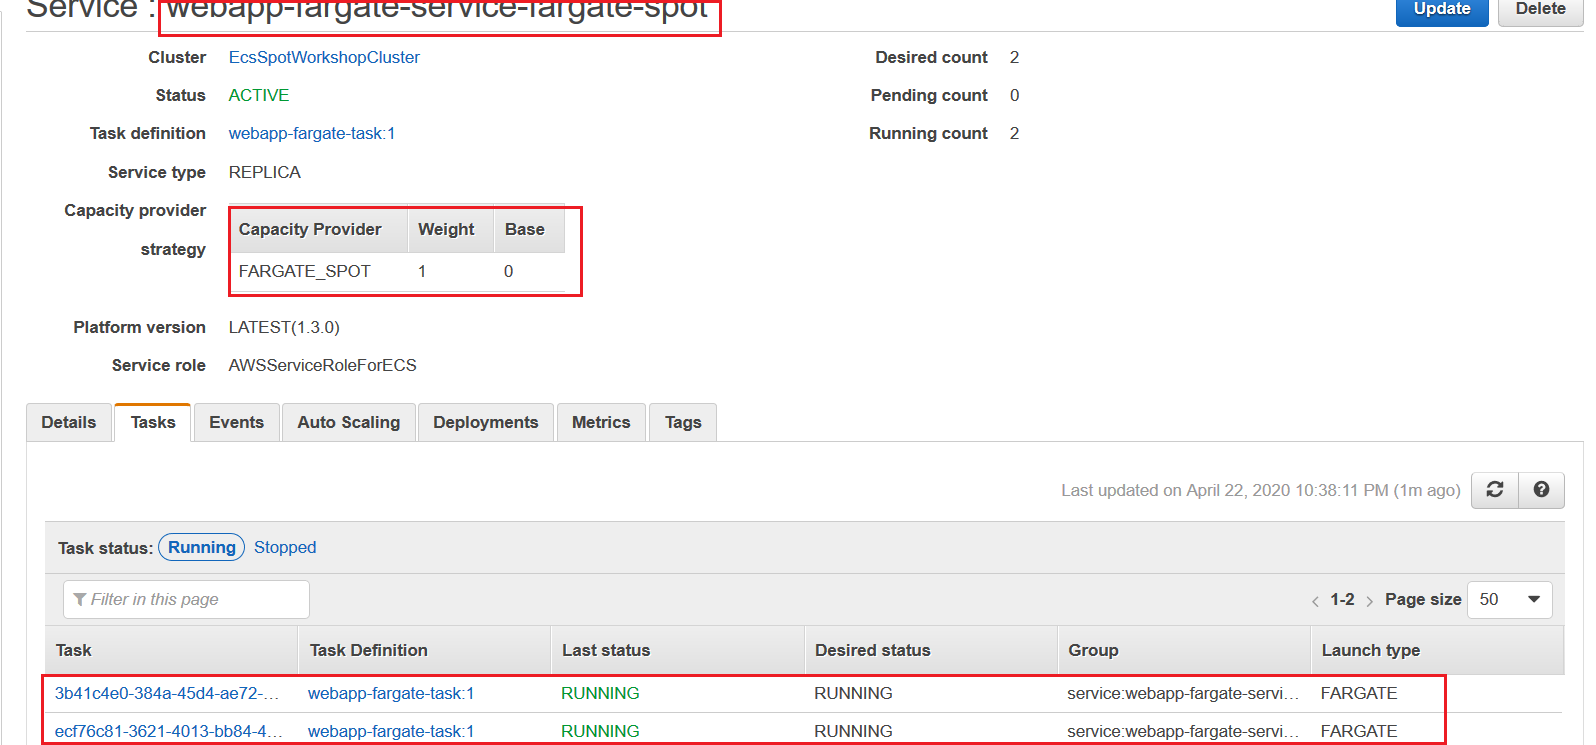 Service : webapp-fargate-service-fargate-spot
Update Delete
Cluster EcsSpotWorkshopCluster Desired count 2
Status ACTIVE Pending count 0
Task definition webapp-fargate-task:1 Running count 2
Service type REPLICA
Capacity provider
strategy
Capacity Provider Weight Base
FARGATE_SPOT 1 0
Platform version LATEST(1.3.0)
Service role AWSServiceRoleForECS
Details Tasks Events Auto Scaling Deployments Metrics Tags
Last updated on April 22, 2020 10:38:11 PM (1m ago)
Task status: Running Stopped
Filter in this page 1-2 Page size 50
Task Task Definition Last status Desired status Group Launch type
3b41c4e0-384a-45d4-ae72-... webapp-fargate-task:1 RUNNING RUNNING service:webapp-fargate-servi... FARGATE
ecf76c81-3621-4013-bb84-4... webapp-fargate-task:1 RUNNING RUNNING service:webapp-fargate-servi... FARGATE